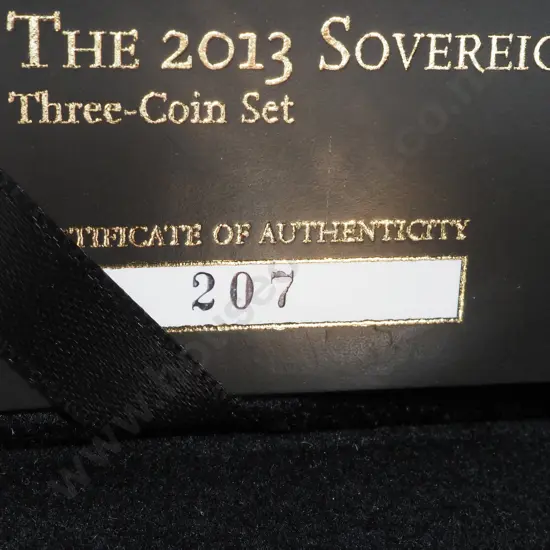 THE 2013 SOVEREIG
Three-Coin Set
TIFICATE OF AUTHENTICITY
207